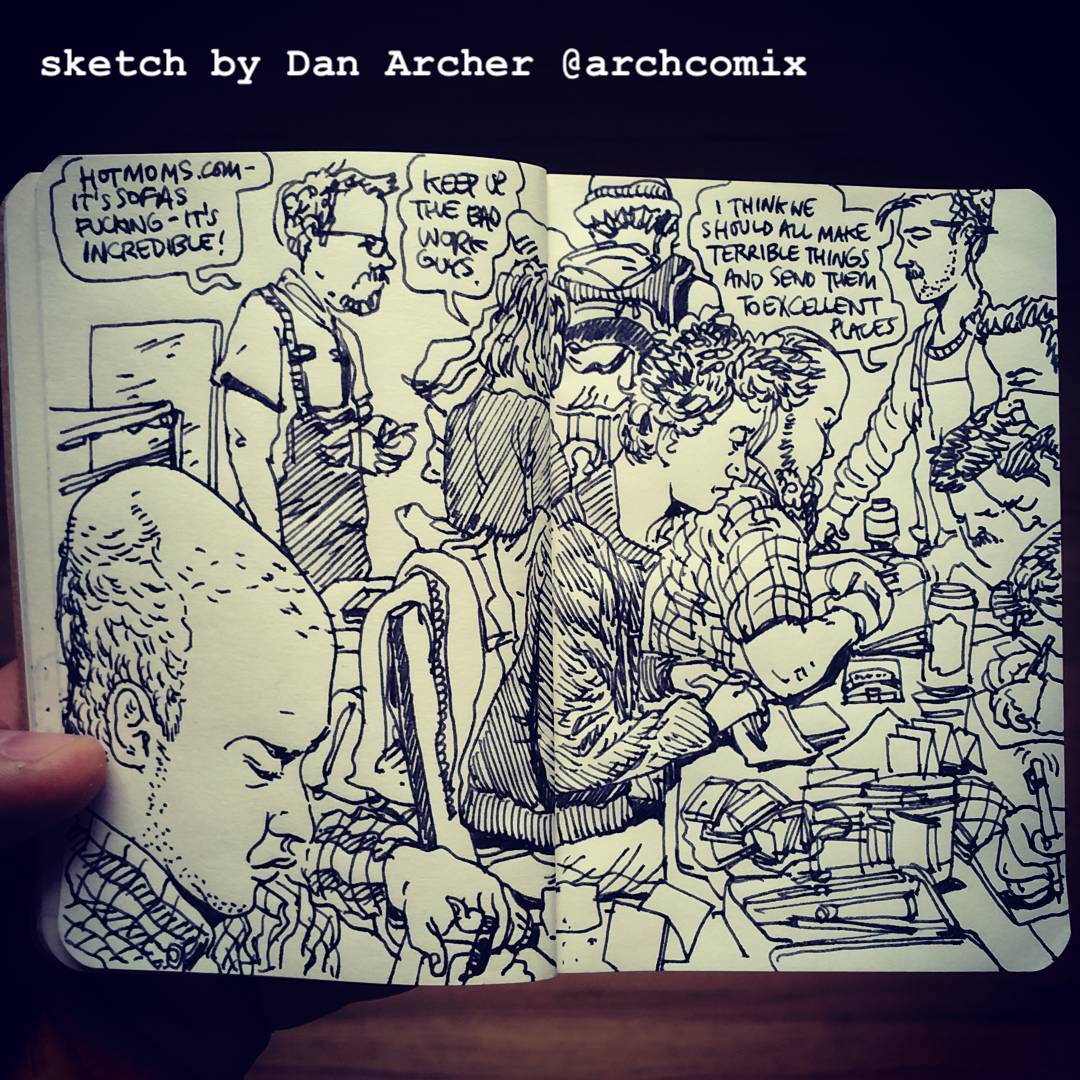 sketch by Dan Archer @archcomix
HOTMOMS.COM-
IT'S SOFAS
FUCKING - IT'S
INCREDIBLE!
KEEP UP
THE BAD
WORK
GUYS.
I THINK WE
SHOULD ALL MAKE
TERRIBLE THINGS
AND SEND THEM
TO EXCELLENT
PLACES